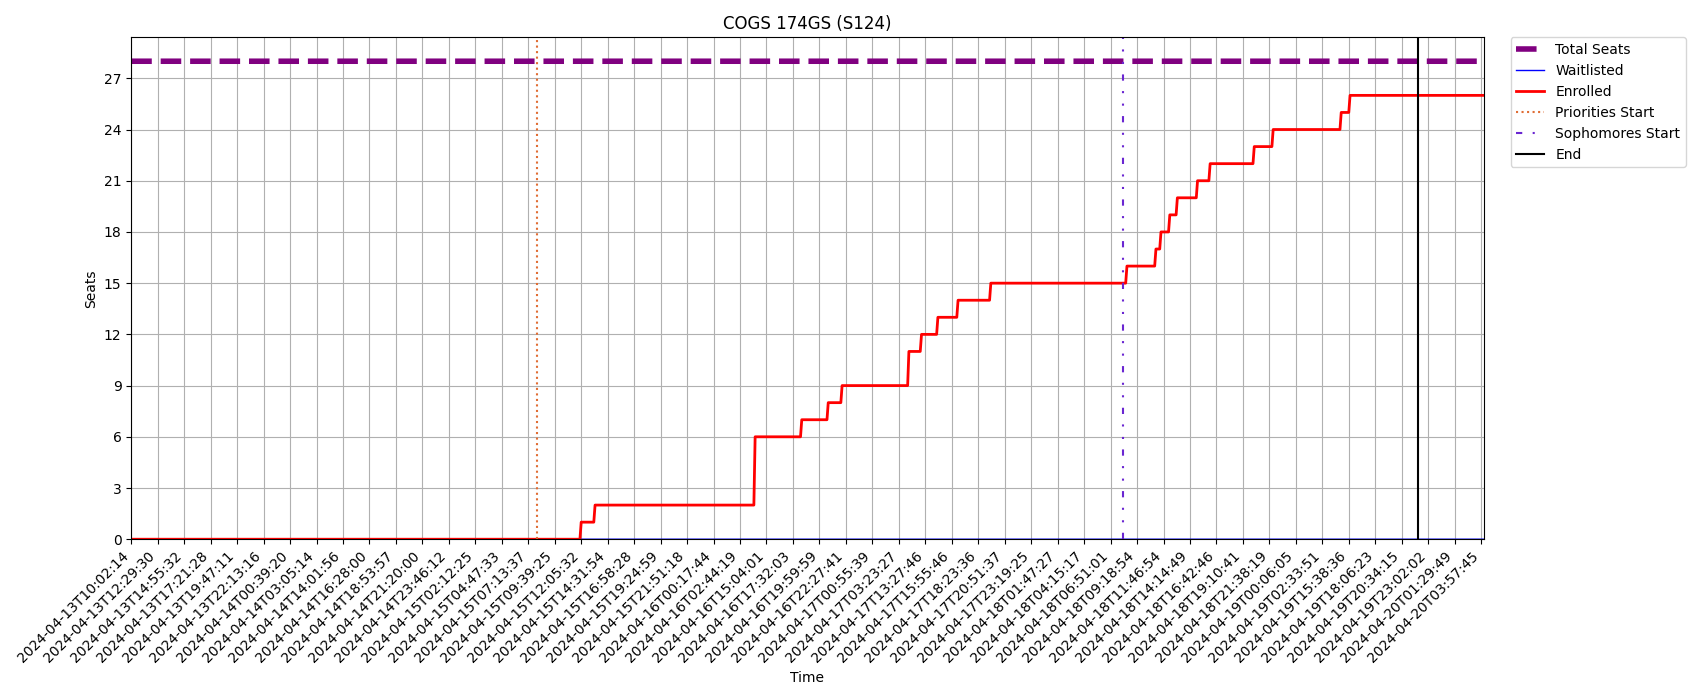 COGS 174GS (S124)
Total Seats
Waitlisted
Enrolled
Priorities Start
Sophomores Start
End
Seats
27
24
21
18
15
12
9
6
3
0
2024-04-13T10:02:14
2024-04-13T12:29:30
2024-04-13T14:55:32
2024-04-13T17:21:28
2024-04-13T19:47:11
2024-04-13T22:13:16
2024-04-14T00:39:20
2024-04-14T03:05:14
2024-04-14T14:01:56
2024-04-14T16:28:00
2024-04-14T18:53:57
2024-04-14T21:20:00
2024-04-14T23:46:12
2024-04-15T02:12:25
2024-04-15T04:47:33
2024-04-15T07:13:37
2024-04-15T09:39:25
2024-04-15T12:05:32
2024-04-15T14:31:54
2024-04-15T16:58:28
2024-04-15T19:24:59
2024-04-15T21:51:18
2024-04-16T00:17:44
2024-04-16T02:44:19
2024-04-16T15:04:01
2024-04-16T17:32:03
2024-04-16T19:59:59
2024-04-16T22:27:41
2024-04-17T00:55:39
2024-04-17T03:23:27
2024-04-17T13:27:46
2024-04-17T15:55:46
2024-04-17T18:23:36
2024-04-17T20:51:37
2024-04-17T23:19:25
2024-04-18T01:47:27
2024-04-18T04:15:17
2024-04-18T06:51:01
2024-04-18T09:18:54
2024-04-18T11:46:54
2024-04-18T14:14:49
2024-04-18T16:42:46
2024-04-18T19:10:41
2024-04-18T21:38:19
2024-04-19T00:06:05
2024-04-19T02:33:51
2024-04-19T15:38:36
2024-04-19T18:06:23
2024-04-19T20:34:15
2024-04-19T23:02:02
2024-04-20T01:29:49
2024-04-20T03:57:45
Time